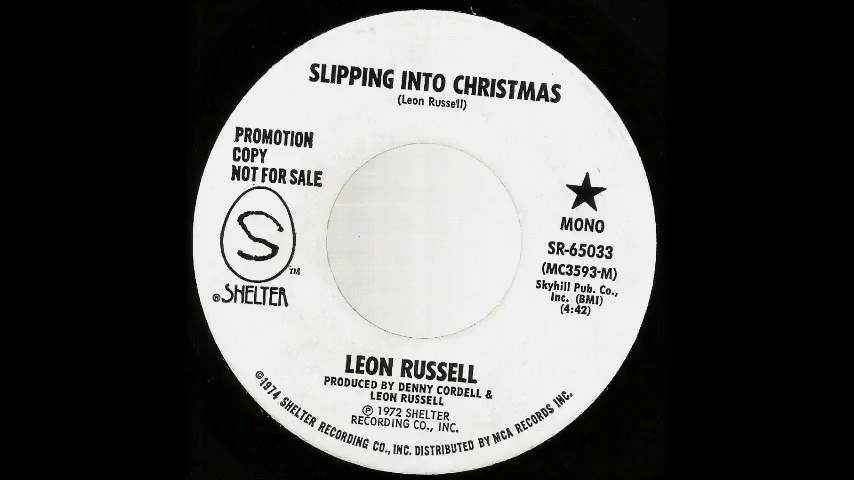 SLIPPING INTO CHRISTMAS
(Leon Russell)
PROMOTION
COPY
NOT FOR SALE
S
TM
® SHELTER
★
MONO
SR-65033
(MC3593-M)
Skyhill Pub. Co.,
Inc. (BMI)
(4:42)
LEON RUSSELL
PRODUCED BY DENNY CORDELL &
LEON RUSSELL
℗ 1972 SHELTER
RECORDING CO., INC.
©1974 SHELTER RECORDING CO., INC. DISTRIBUTED BY MCA RECORDS INC.